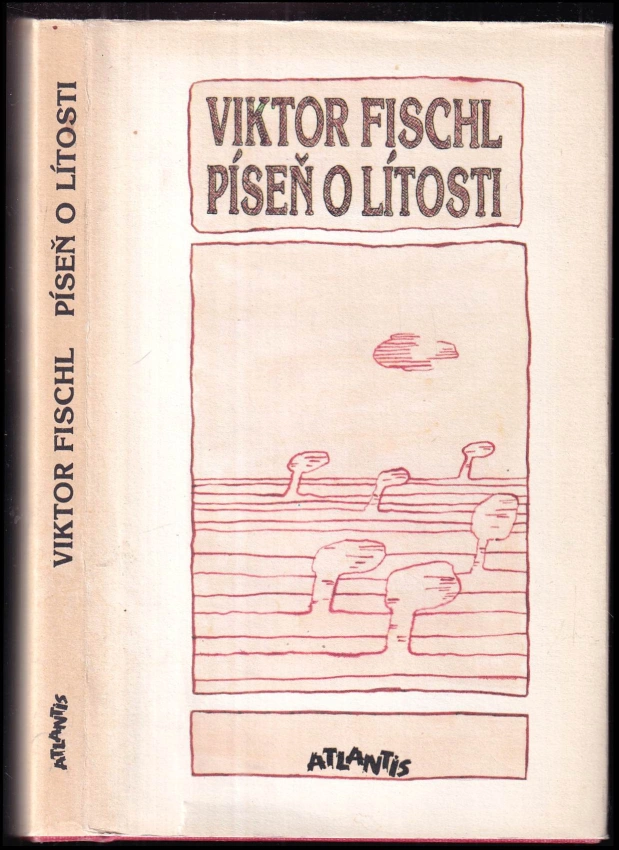 VIKTOR FISCHL
PÍSEŇ O LÍTOSTI
ATLANTIS
VIKTOR FISCHL PÍSEŇ O LÍTOSTI
ATLANTIS